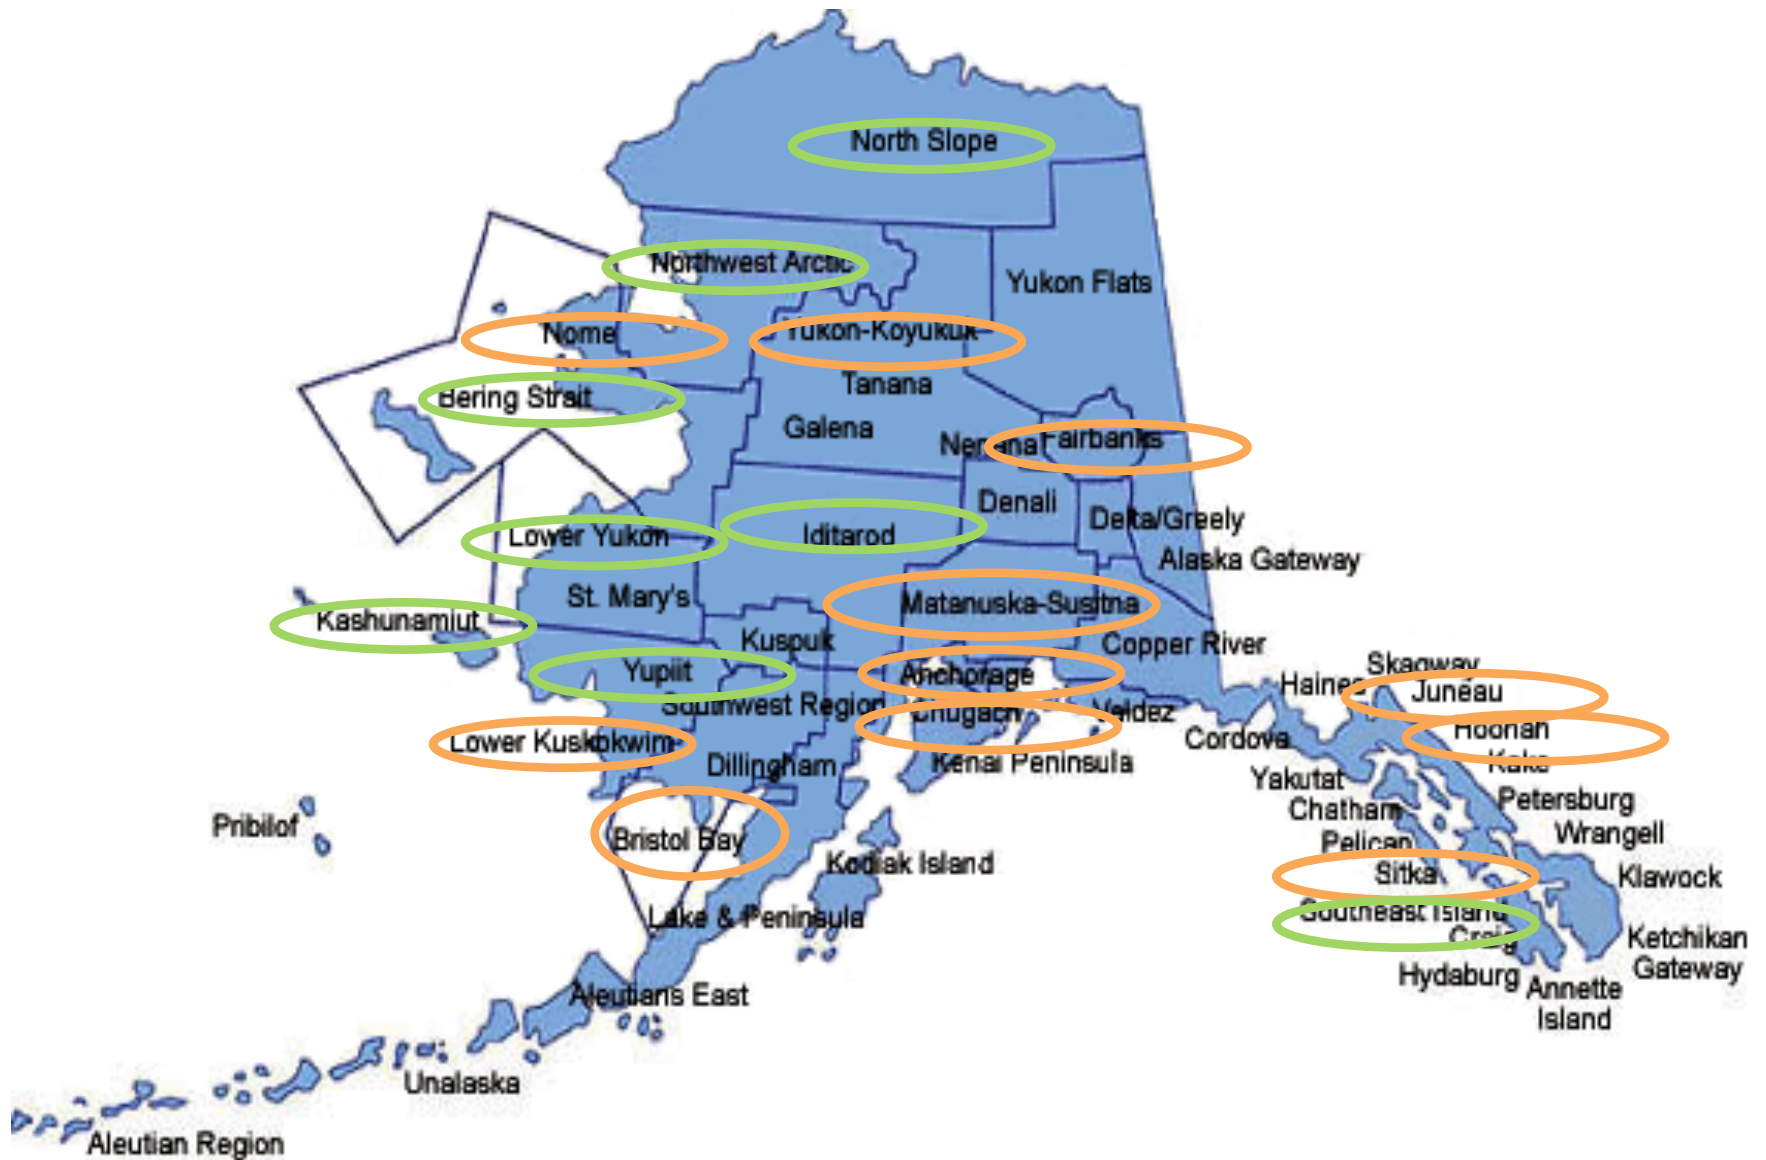 North Slope
Northwest Arctic
Yukon Flats
Nome
Yukon-Koyukuk
Tanana
Bering Strait
Galena
Nenana
Fairbanks
Denali
Delta/Greely
Lower Yukon
Iditarod
Alaska Gateway
St. Mary's
Matanuska-Susitna
Kashunamiut
Kuspuk
Copper River
Yupiit
Anchorage
Haines
Skagway
Juneau
Southwest Region
Chugach
Valdez
Hoonah
Cordova
Lower Kuskokwim
Dillingham
Kenai Peninsula
Kake
Yakutat
Petersburg
Chatham
Pribilof
Bristol Bay
Wrangell
Pelican
Kodiak Island
Sitka
Klawock
Lake & Peninsula
Southeast Island
Craig
Ketchikan
Gateway
Hydaburg
Annette
Island
Aleutians East
Unalaska
Aleutian Region